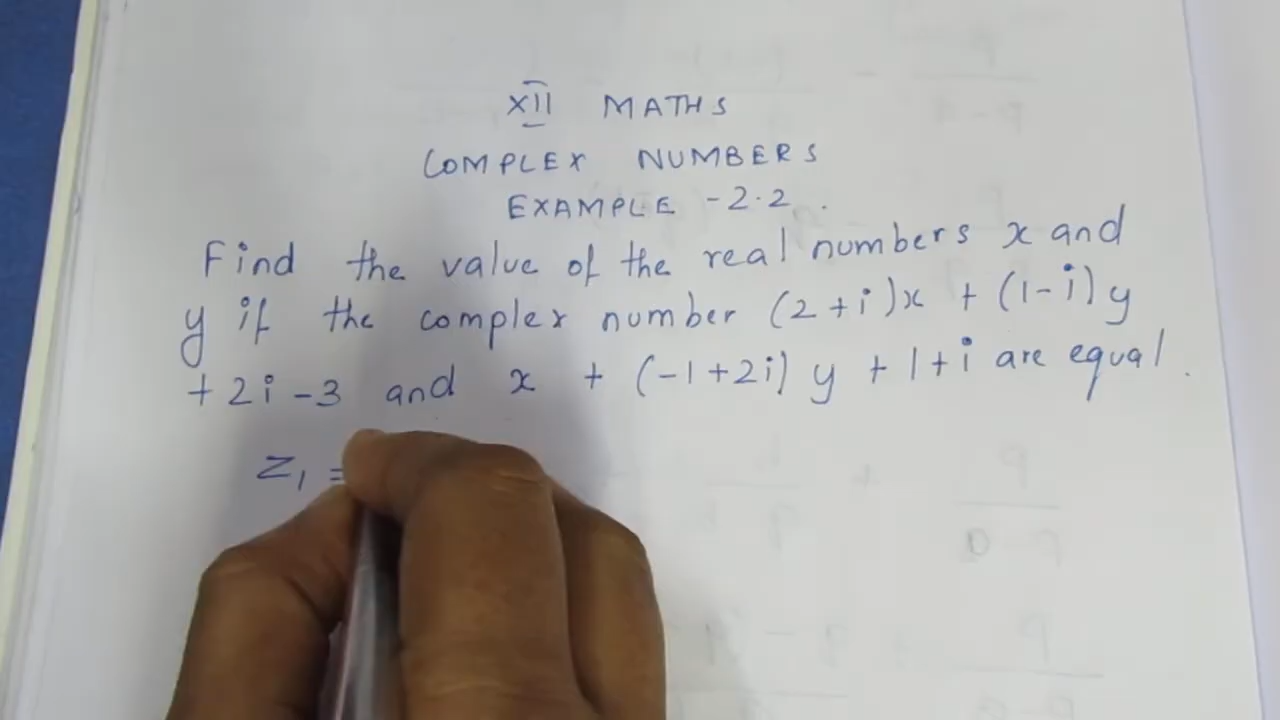 XII MATHS
COMPLEX NUMBERS
EXAMPLE - 2.2.
Find the value of the real numbers x and
y if the complex number (2+i)x + (1-i)y
+ 2i - 3 and x + (-1+2i) y + 1+i are equal.
Z₁ =